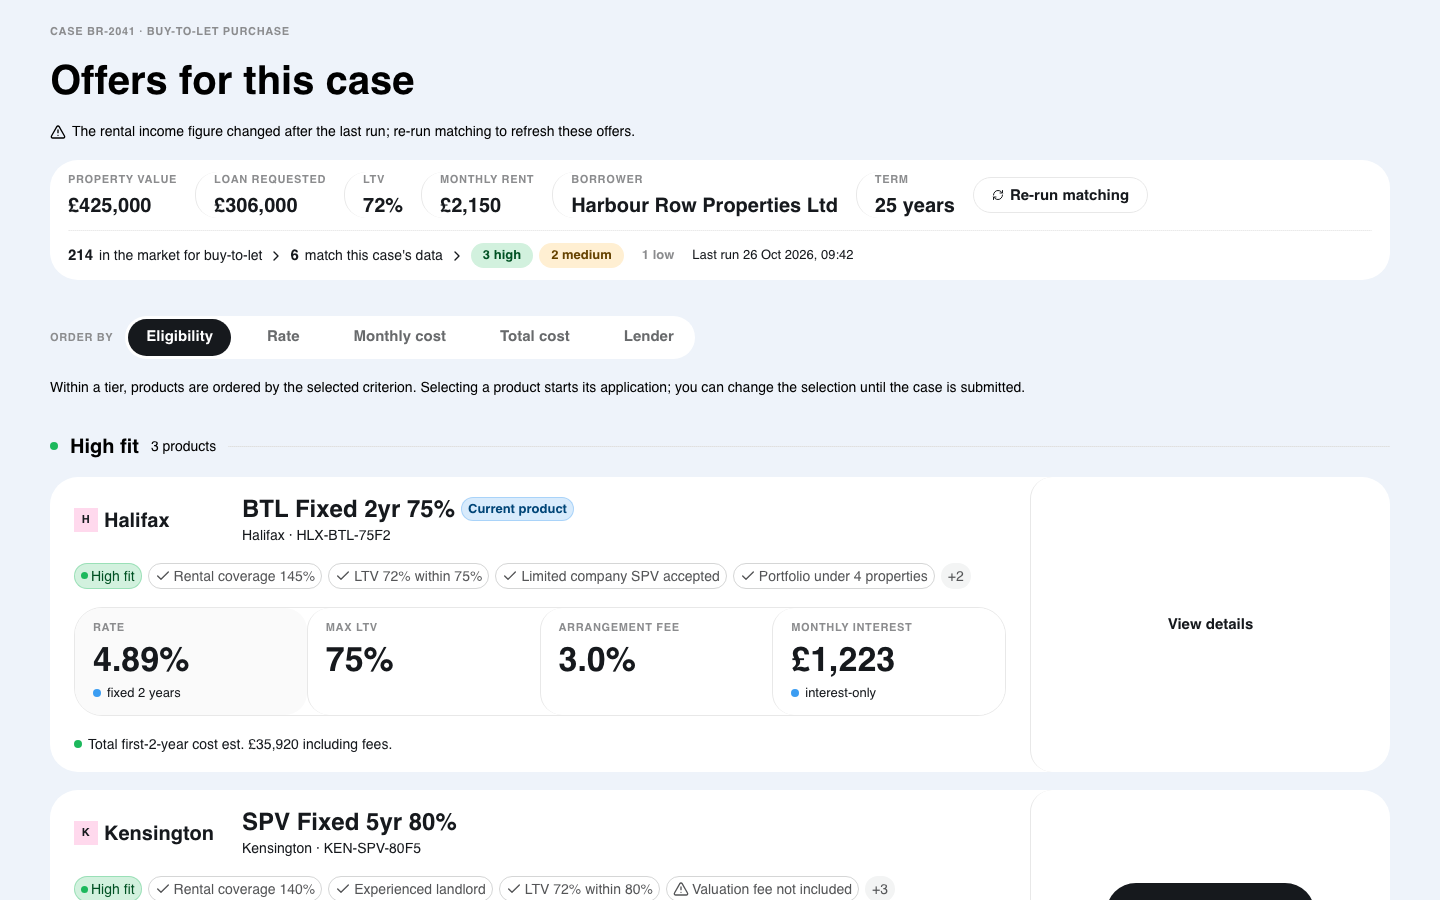 CASE BR-2041 · BUY-TO-LET PURCHASE
Offers for this case
The rental income figure changed after the last run; re-run matching to refresh these offers.
PROPERTY VALUE LOAN REQUESTED LTV MONTHLY RENT BORROWER TERM
£425,000 £306,000 72% £2,150 Harbour Row Properties Ltd 25 years Re-run matching
214 in the market for buy-to-let 6 match this case's data 3 high 2 medium 1 low Last run 26 Oct 2026, 09:42
ORDER BY Eligibility Rate Monthly cost Total cost Lender
Within a tier, products are ordered by the selected criterion. Selecting a product starts its application; you can change the selection until the case is submitted.
High fit 3 products
H Halifax BTL Fixed 2yr 75% Current product
Halifax · HLX-BTL-75F2
High fit Rental coverage 145% LTV 72% within 75% Limited company SPV accepted Portfolio under 4 properties +2
RATE MAX LTV ARRANGEMENT FEE MONTHLY INTEREST
4.89% 75% 3.0% £1,223
fixed 2 years interest-only
View details
Total first-2-year cost est. £35,920 including fees.
K Kensington SPV Fixed 5yr 80%
Kensington · KEN-SPV-80F5
High fit Rental coverage 140% Experienced landlord LTV 72% within 80% Valuation fee not included +3